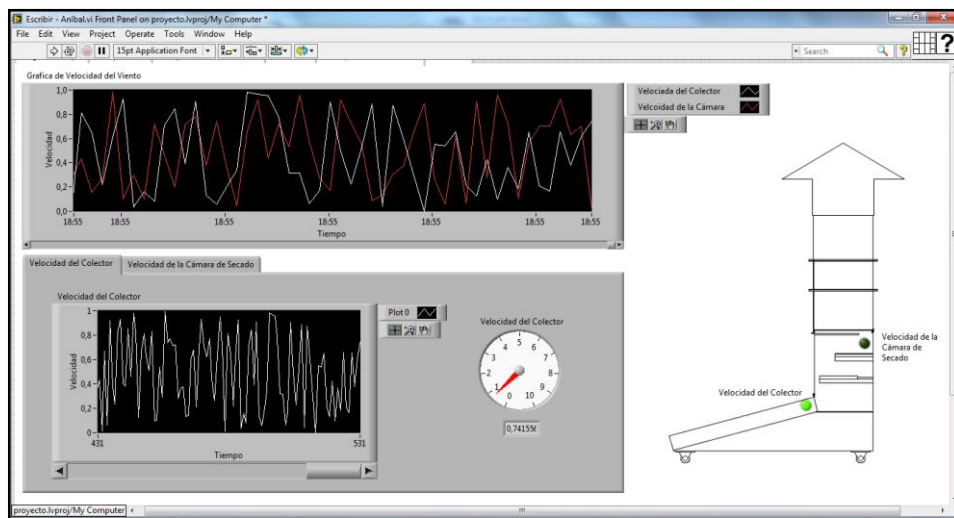 Escribir - Aníbal.vi Front Panel on proyecto.lvproj/My Computer *
File Edit View Project Operate Tools Window Help
15pt Application Font
Search
Grafica de Velocidad del Viento
1,0
0,8
0,6
0,4
0,2
0,0
Velocidad
18:55 18:55 18:55 18:55 18:55 18:55 18:55
Tiempo
Velociada del Colector
Velcoidad de la Cámara
Velocidad del Colector
Velocidad de la Cámara de Secado
Velocidad del Colector
1
0,8
0,6
0,4
0,2
0
Velocidad
431 531
Tiempo
Plot 0
Velocidad del Colector
0 1 2 3 4 5 6 7 8 9 10
0,741556
Velocidad de la
Cámara de
Secado
Velocidad del Colector
proyecto.lvproj/My Computer